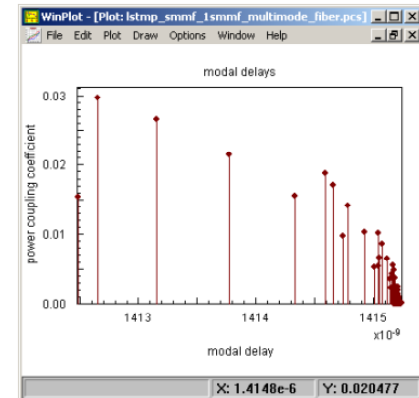 WinPlot - [Plot: lstmp_smmf_1smmf_multimode_fiber.pcs]
File Edit Plot Draw Options Window Help
modal delays
power coupling coefficient
0.03
0.02
0.01
0.00
1413 1414 1415
x10⁻⁹
modal delay
X: 1.4148e-6 Y: 0.020477